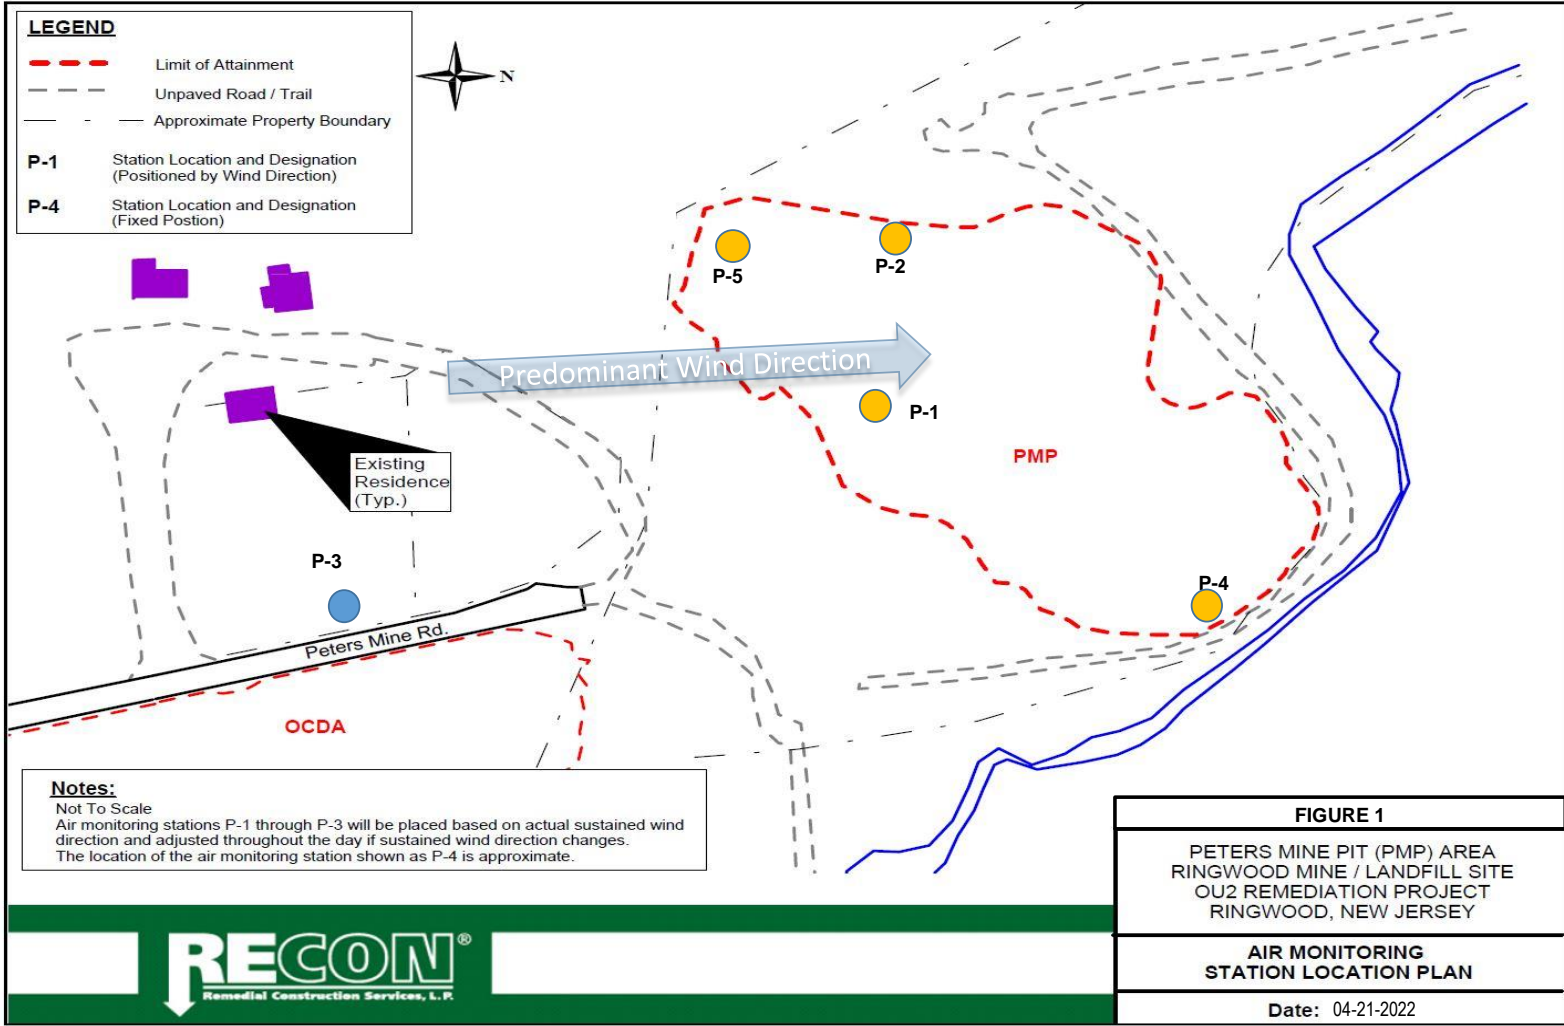 LEGEND
Limit of Attainment
Unpaved Road / Trail
Approximate Property Boundary
P-1 Station Location and Designation
(Positioned by Wind Direction)
P-4 Station Location and Designation
(Fixed Postion)
N
P-5
P-2
Predominant Wind Direction
P-1
PMP
Existing
Residence
(Typ.)
P-3
P-4
Peters Mine Rd.
OCDA
Notes:
Not To Scale
Air monitoring stations P-1 through P-3 will be placed based on actual sustained wind
direction and adjusted throughout the day if sustained wind direction changes.
The location of the air monitoring station shown as P-4 is approximate.
RECON®
Remedial Construction Services, L.P.
FIGURE 1
PETERS MINE PIT (PMP) AREA
RINGWOOD MINE / LANDFILL SITE
OU2 REMEDIATION PROJECT
RINGWOOD, NEW JERSEY
AIR MONITORING
STATION LOCATION PLAN
Date: 04-21-2022